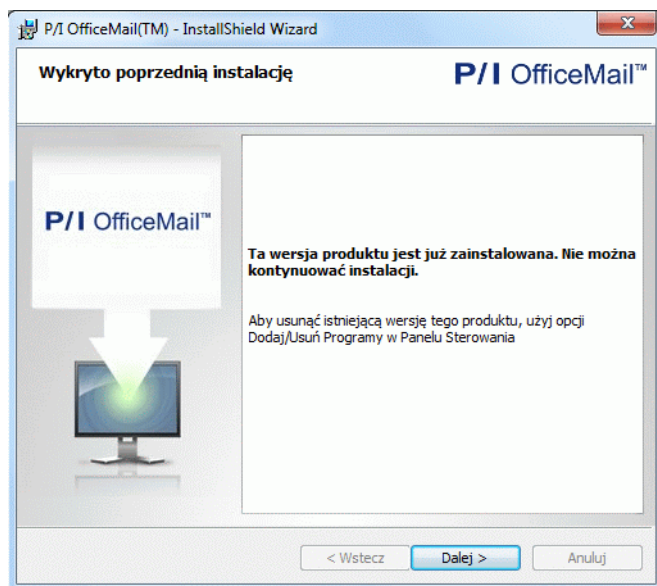 P/I OfficeMail(TM) - InstallShield Wizard
Wykryto poprzednią instalację
P/I OfficeMail™
P/I OfficeMail™
Ta wersja produktu jest już zainstalowana. Nie można
kontynuować instalacji.
Aby usunąć istniejącą wersję tego produktu, użyj opcji
Dodaj/Usuń Programy w Panelu Sterowania
< Wstecz
Dalej >
Anuluj